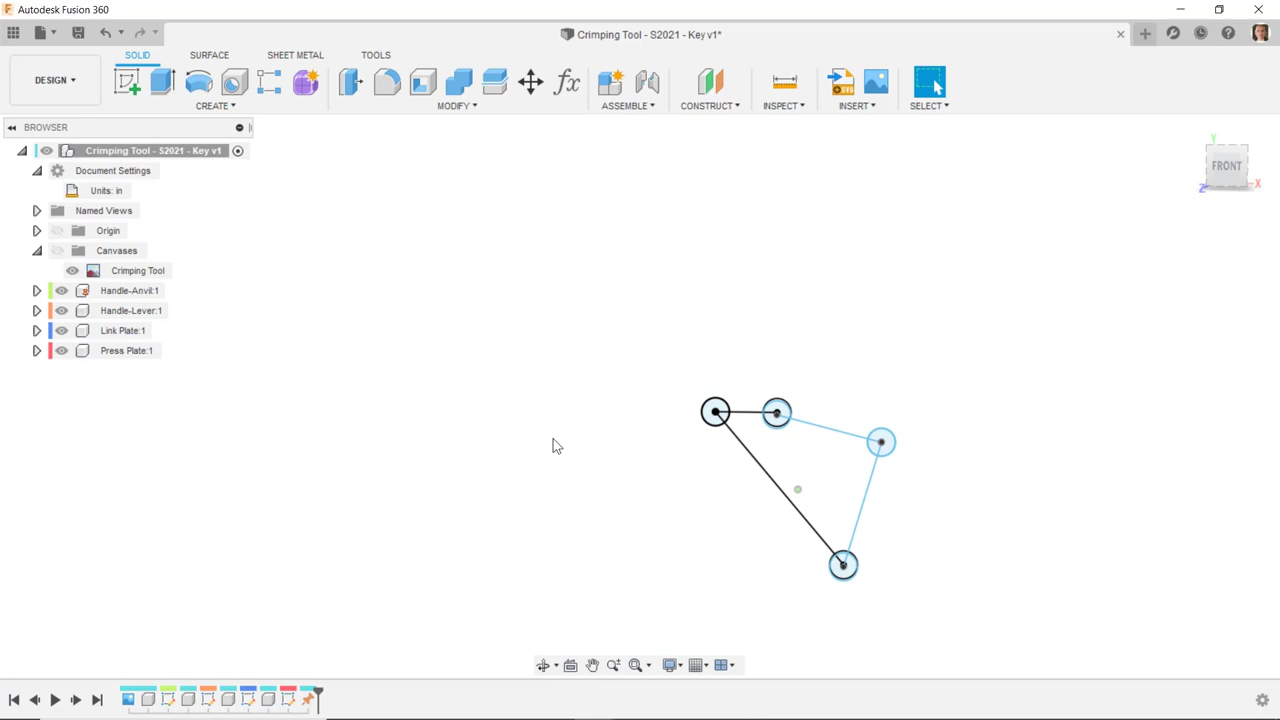 Autodesk Fusion 360
Crimping Tool - S2021 - Key v1*
DESIGN
SOLID
SURFACE
SHEET METAL
TOOLS
CREATE
MODIFY
ASSEMBLE
CONSTRUCT
INSPECT
INSERT
SELECT
BROWSER
Crimping Tool - S2021 - Key v1
Document Settings
Units: in
Named Views
Origin
Canvases
Crimping Tool
Handle-Anvil:1
Handle-Lever:1
Link Plate:1
Press Plate:1
Y
FRONT
Z
X